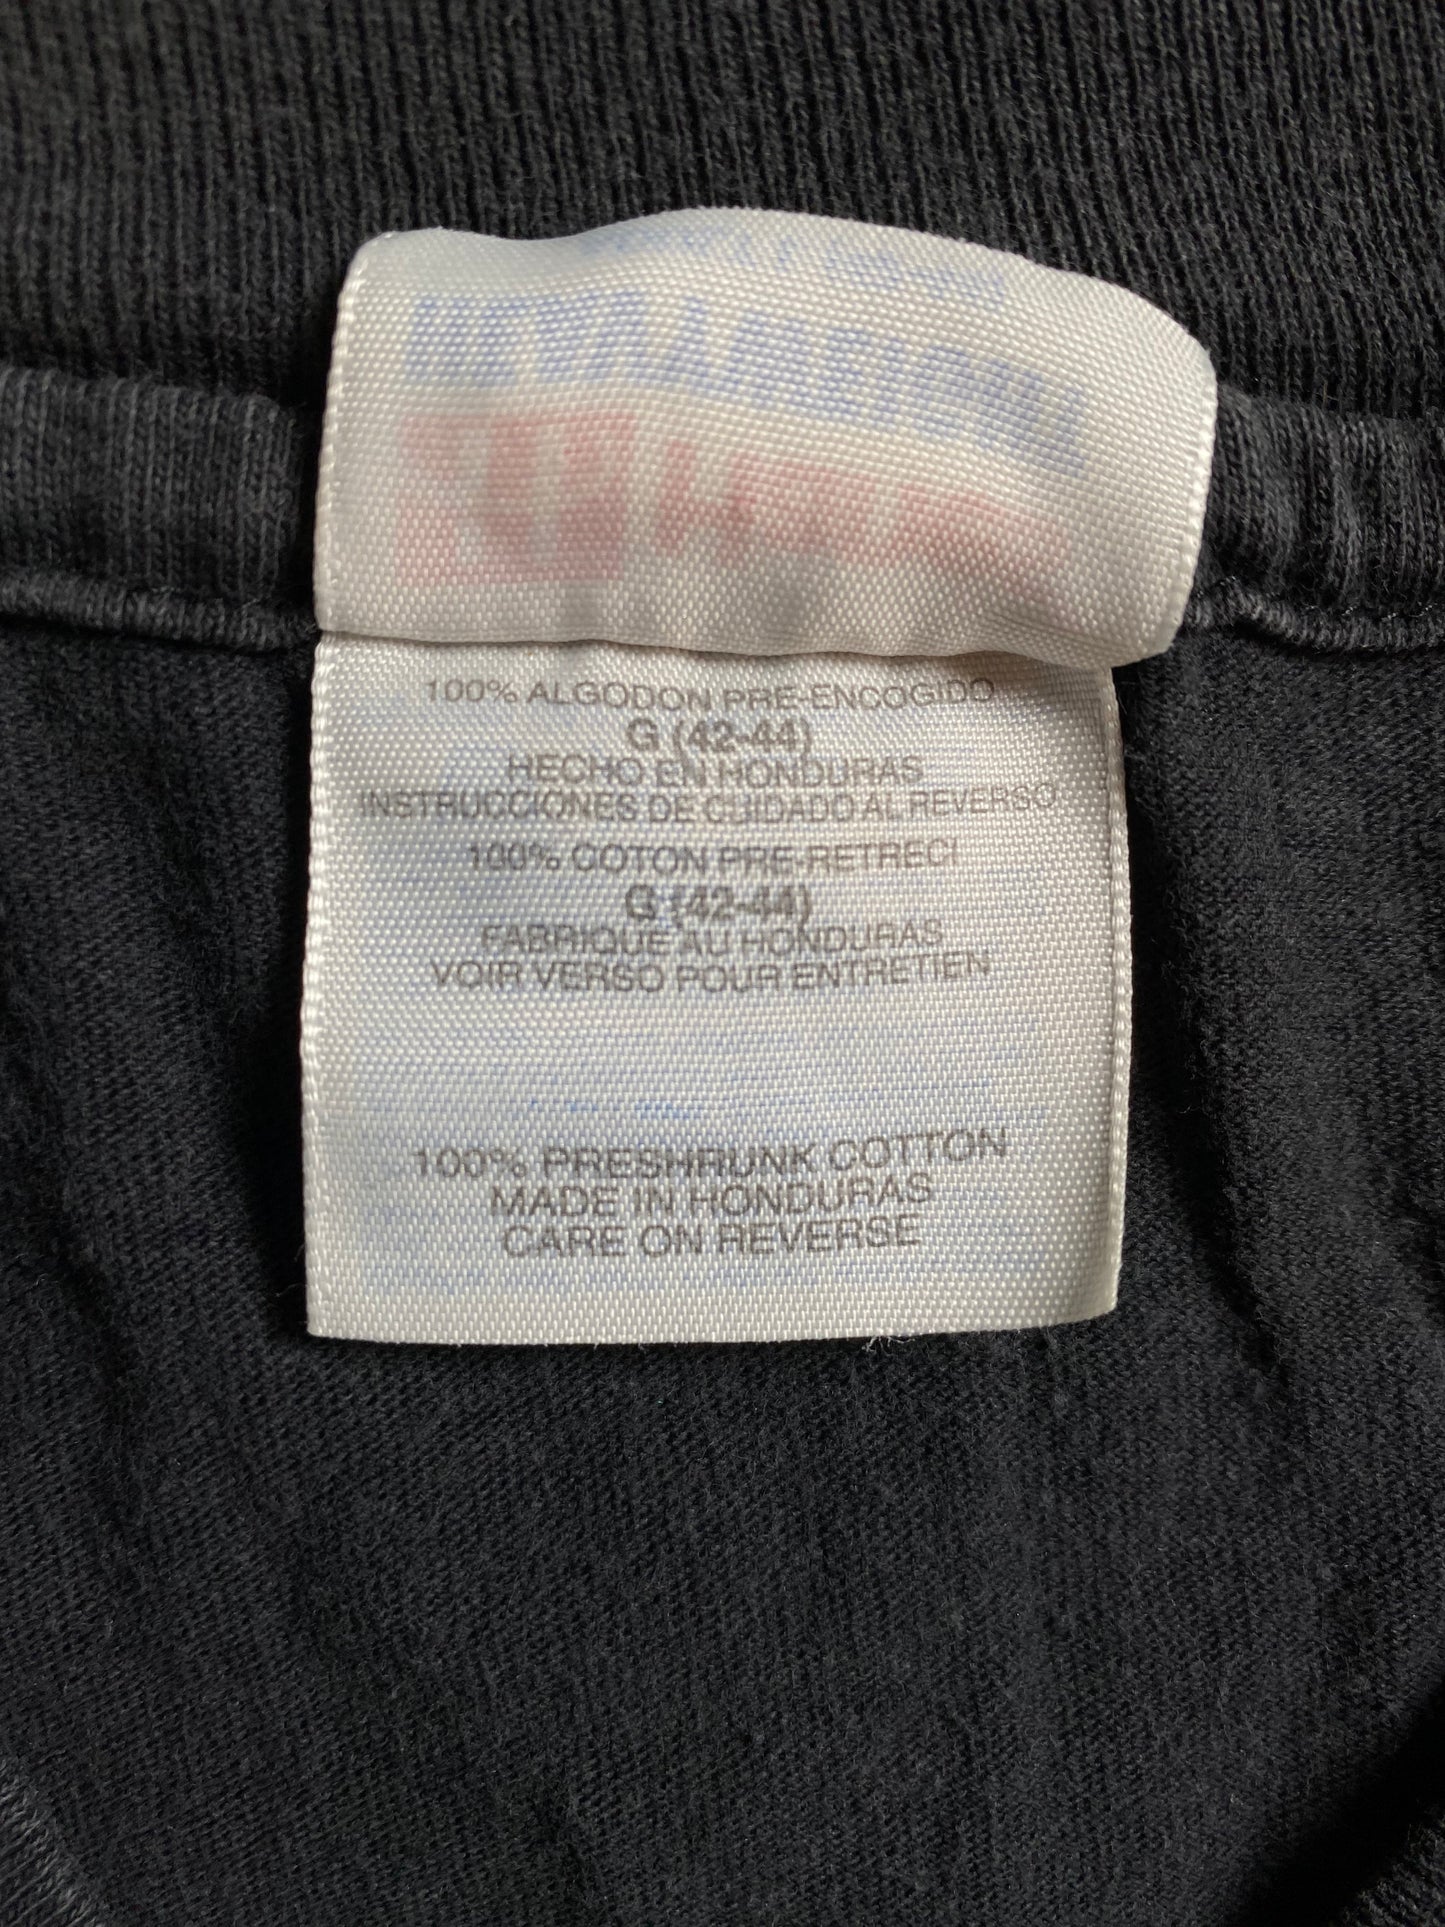 100% ALGODON PRE-ENCOGIDO
G (42-44)
HECHO EN HONDURAS
INSTRUCCIONES DE CUIDADO AL REVERSO
100% COTON PRE-RETRECI
G (42-44)
FABRIQUE AU HONDURAS
VOIR VERSO POUR ENTRETIEN
100% PRESHRUNK COTTON
MADE IN HONDURAS
CARE ON REVERSE